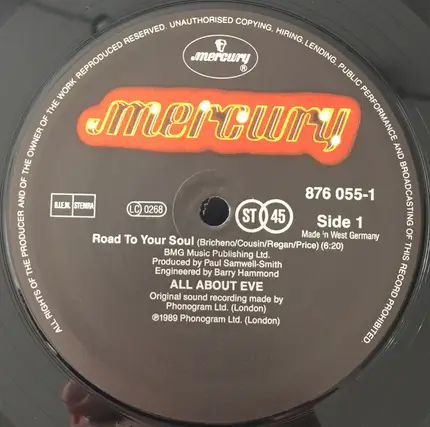 ALL RIGHTS OF THE PRODUCER AND OF THE OWNER OF THE WORK REPRODUCED RESERVED. UNAUTHORISED COPYING, HIRING, LENDING, PUBLIC PERFORMANCE AND BROADCASTING OF THIS RECORD PROHIBITED.
mercury
mercury
876 055-1
B.I.E.M. STEMRA
LC 0268
ST 45
Side 1
Made in West Germany
Road To Your Soul (Bricheno/Cousin/Regan/Price) (6:20)
BMG Music Publishing Ltd.
Produced by Paul Samwell-Smith
Engineered by Barry Hammond
ALL ABOUT EVE
Original sound recording made by
Phonogram Ltd. (London)
℗1989 Phonogram Ltd. (London)